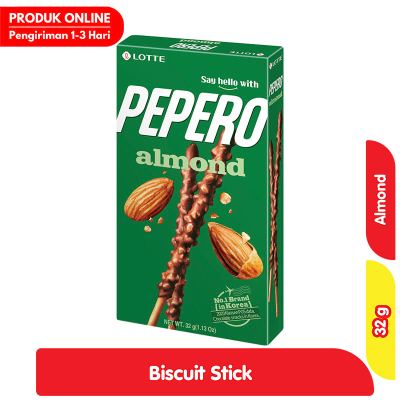 PRODUK ONLINE
Pengiriman 1-3 Hari
LOTTE
Say hello with
PEPERO
almond
No.1 Brand
in Korea
NET WT. 32 g(1.13 Oz)
Almond
32 g
Biscuit Stick